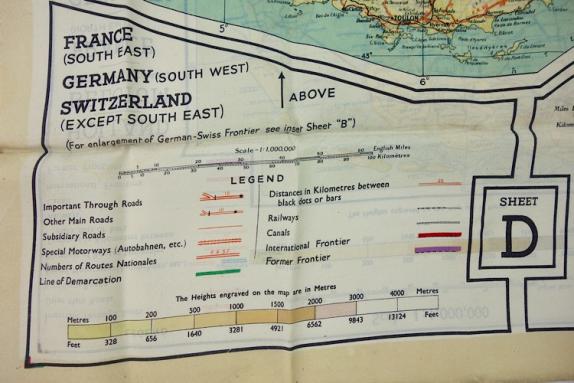 TOULON
5°
43°
6°
FRANCE
(SOUTH EAST)
GERMANY (SOUTH WEST)
SWITZERLAND
(EXCEPT SOUTH EAST)
ABOVE
(For enlargement of German-Swiss Frontier see inset Sheet "B")
Scale - 1:1,000,000
English Miles
Kilometres
LEGEND
Important Through Roads
Other Main Roads
Subsidiary Roads
Special Motorways (Autobahnen, etc.)
Numbers of Routes Nationales
Line of Demarcation
Distances in Kilometres between
black dots or bars
Railways
Canals
International Frontier
Former Frontier
SHEET
D
The Heights engraved on the map are in Metres
Metres 100 200 500 1000 1500 2000 3000 4000 Metres
Feet 328 656 1640 3281 4921 6562 9843 13124 Feet